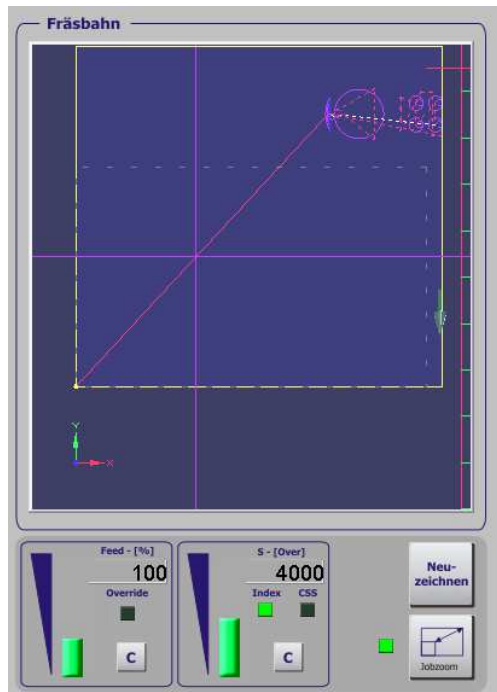 Fräsbahn
Y
X
Feed - [%]
100
Override
C
S - [Over]
4000
Index CSS
C
Neu-
zeichnen
Jobzoom